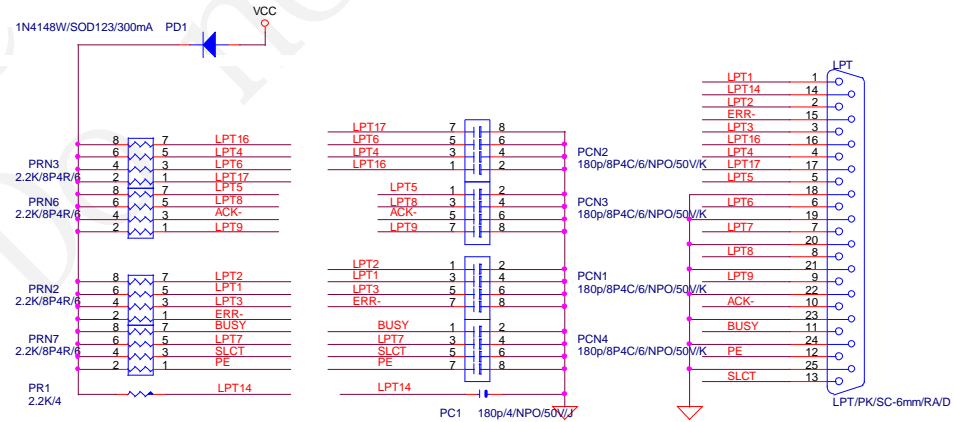 VCC
1N4148W/SOD123/300mA PD1
LPT
8 7 LPT16
6 5 LPT4
4 3 LPT6
2 1 LPT17
PRN3
2.2K/8P4R/6
8 7 LPT5
6 5 LPT8
4 3 ACK-
2 1 LPT9
PRN6
2.2K/8P4R/6
8 7 LPT2
6 5 LPT1
4 3 LPT3
2 1 ERR-
PRN2
2.2K/8P4R/6
8 7 BUSY
6 5 LPT7
4 3 SLCT
2 1 PE
PRN7
2.2K/8P4R/6
PR1
2.2K/4
LPT14
LPT17 7 8
LPT6 5 6
LPT4 3 4
LPT16 1 2
PCN2
180p/8P4C/6/NPO/50V/K
LPT5 1 2
LPT8 3 4
ACK- 5 6
LPT9 7 8
PCN3
180p/8P4C/6/NPO/50V/K
LPT2 1 2
LPT1 3 4
LPT3 5 6
ERR- 7 8
PCN1
180p/8P4C/6/NPO/50V/K
BUSY 1 2
LPT7 3 4
SLCT 5 6
PE 7 8
PCN4
180p/8P4C/6/NPO/50V/K
LPT14
PC1 180p/4/NPO/50V/J
LPT1 1
LPT14 14
LPT2 2
ERR- 15
LPT3 3
LPT16 16
LPT4 4
LPT17 17
LPT5 5
18
LPT6 6
19
LPT7 7
20
LPT8 8
21
LPT9 9
22
ACK- 10
23
BUSY 11
24
PE 12
25
SLCT 13
LPT/PK/SC-6mm/RA/D